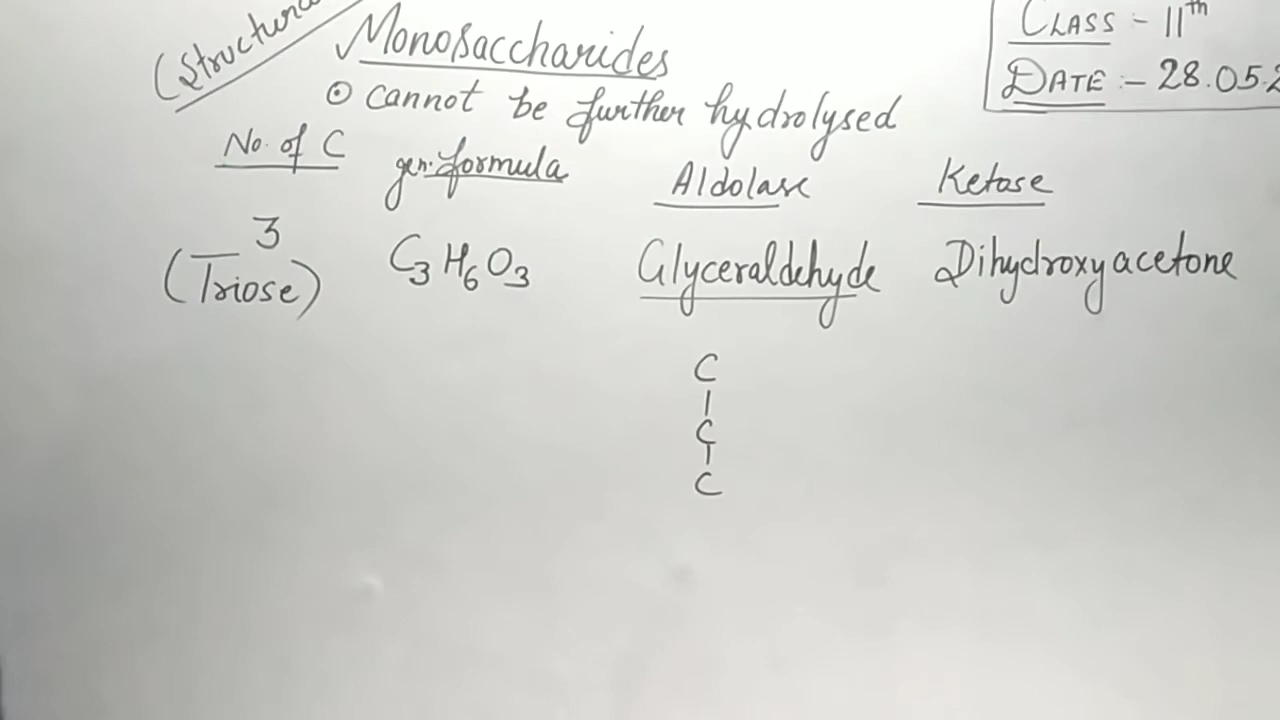 (Structura
Monosaccharides
⊙ cannot be further hydrolysed
CLASS :- 11th
DATE :- 28.05.2
No. of C gen. formula Aldolase Ketose
3
(Triose) C3H6O3 Glyceraldehyde Dihydroxyacetone
C
|
C
|
C